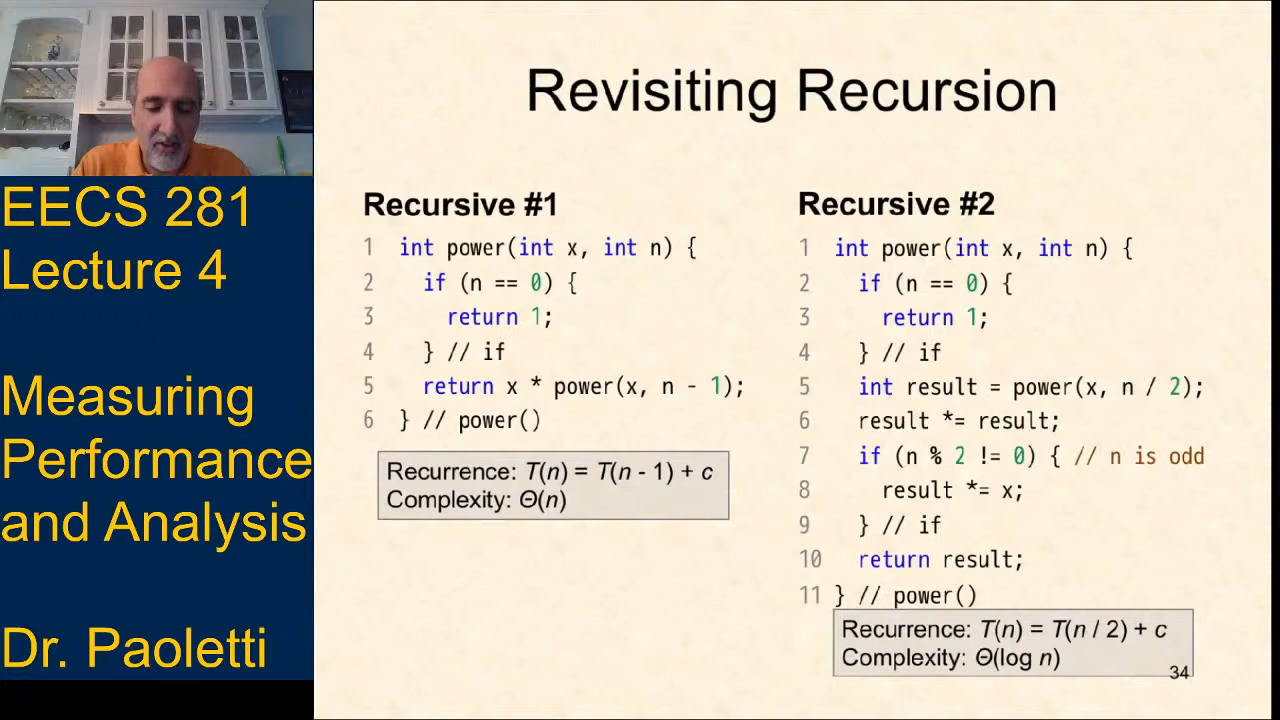 EECS 281
Lecture 4
Measuring
Performance
and Analysis
Dr. Paoletti
Revisiting Recursion
Recursive #1
1 int power(int x, int n) {
2 if (n == 0) {
3 return 1;
4 } // if
5 return x * power(x, n - 1);
6 } // power()
Recurrence: T(n) = T(n - 1) + c
Complexity: Θ(n)
Recursive #2
1 int power(int x, int n) {
2 if (n == 0) {
3 return 1;
4 } // if
5 int result = power(x, n / 2);
6 result *= result;
7 if (n % 2 != 0) { // n is odd
8 result *= x;
9 } // if
10 return result;
11 } // power()
Recurrence: T(n) = T(n / 2) + c
Complexity: Θ(log n)
34